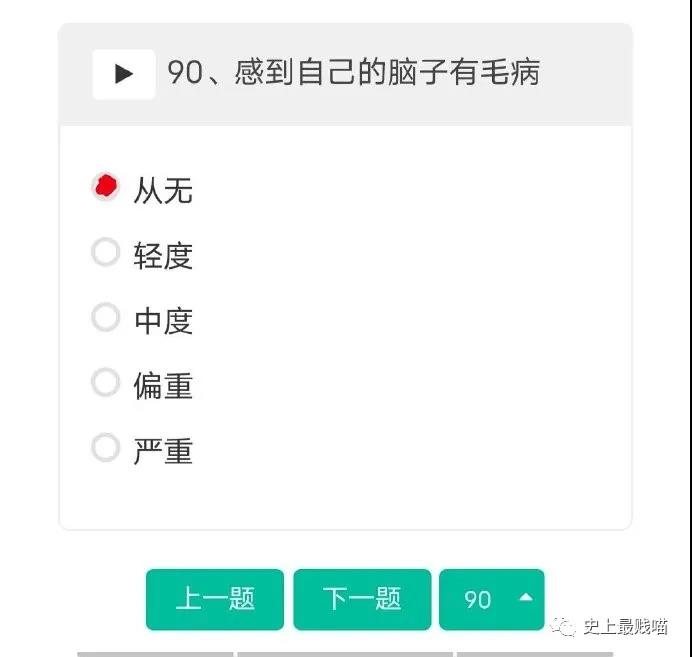 90、感到自己的脑子有毛病
从无
轻度
中度
偏重
严重
上一题 下一题 90
史上最贱喵